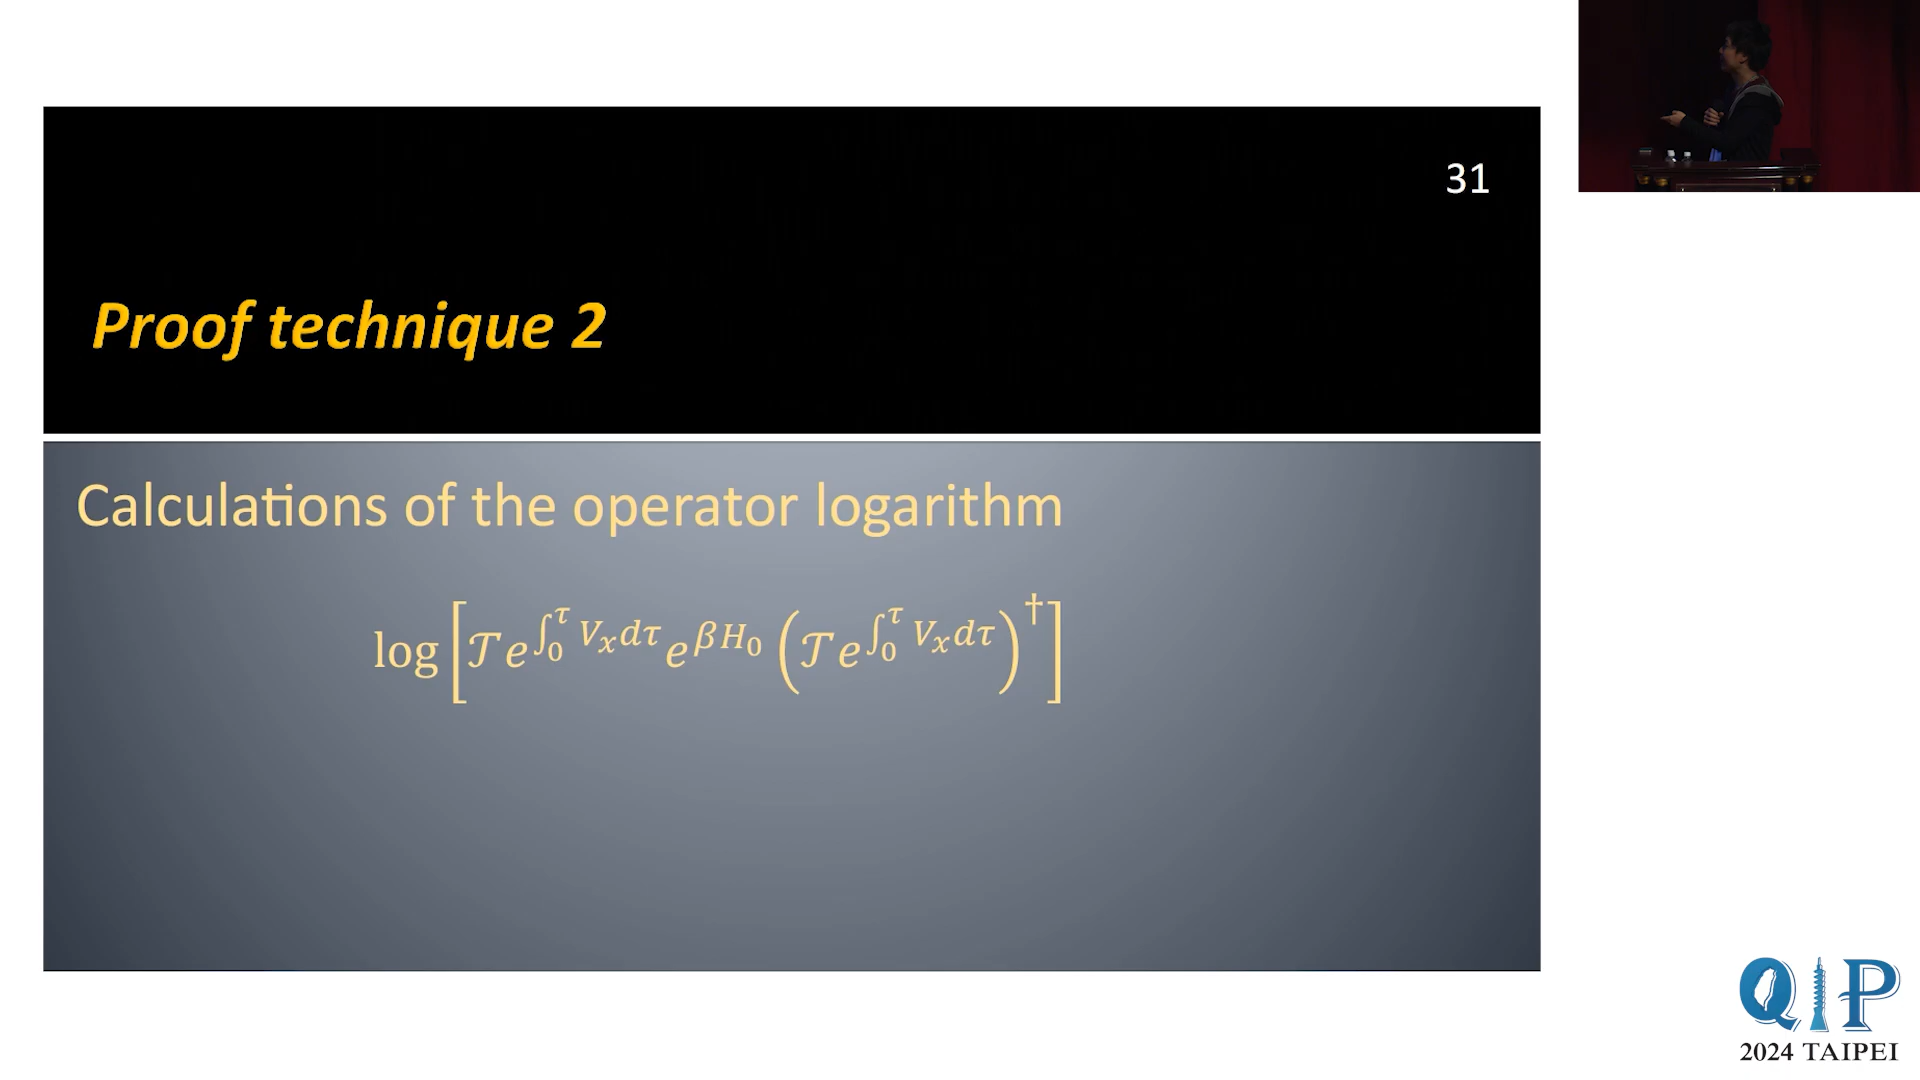 31
Proof technique 2
Calculations of the operator logarithm
log[𝒯e^{∫_0^τ V_x dτ} e^{βH_0} (𝒯e^{∫_0^τ V_x dτ})^†]
QIP
2024 TAIPEI